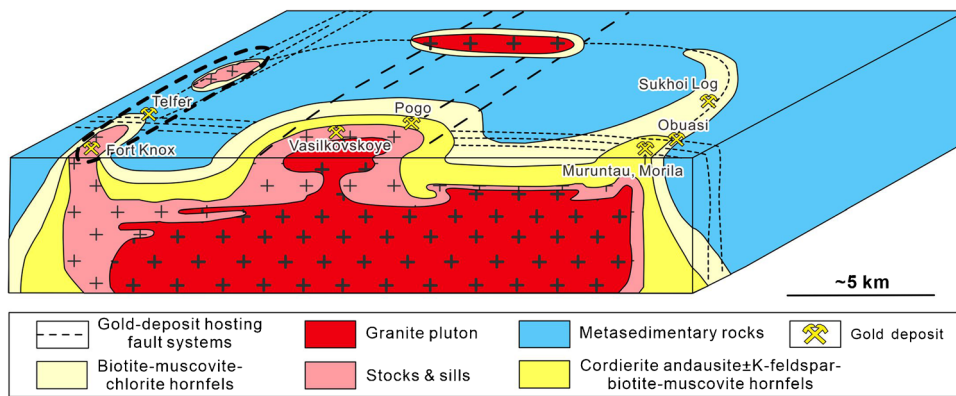 Sukhoi Log
Telfer
Pogo
Obuasi
Vasilkovskoye
Fort Knox
Muruntau, Morila
~5 km
Gold-deposit hosting
fault systems
Granite pluton
Metasedimentary rocks
Gold deposit
Biotite-muscovite-
chlorite hornfels
Stocks & sills
Cordierite andausite±K-feldspar-
biotite-muscovite hornfels